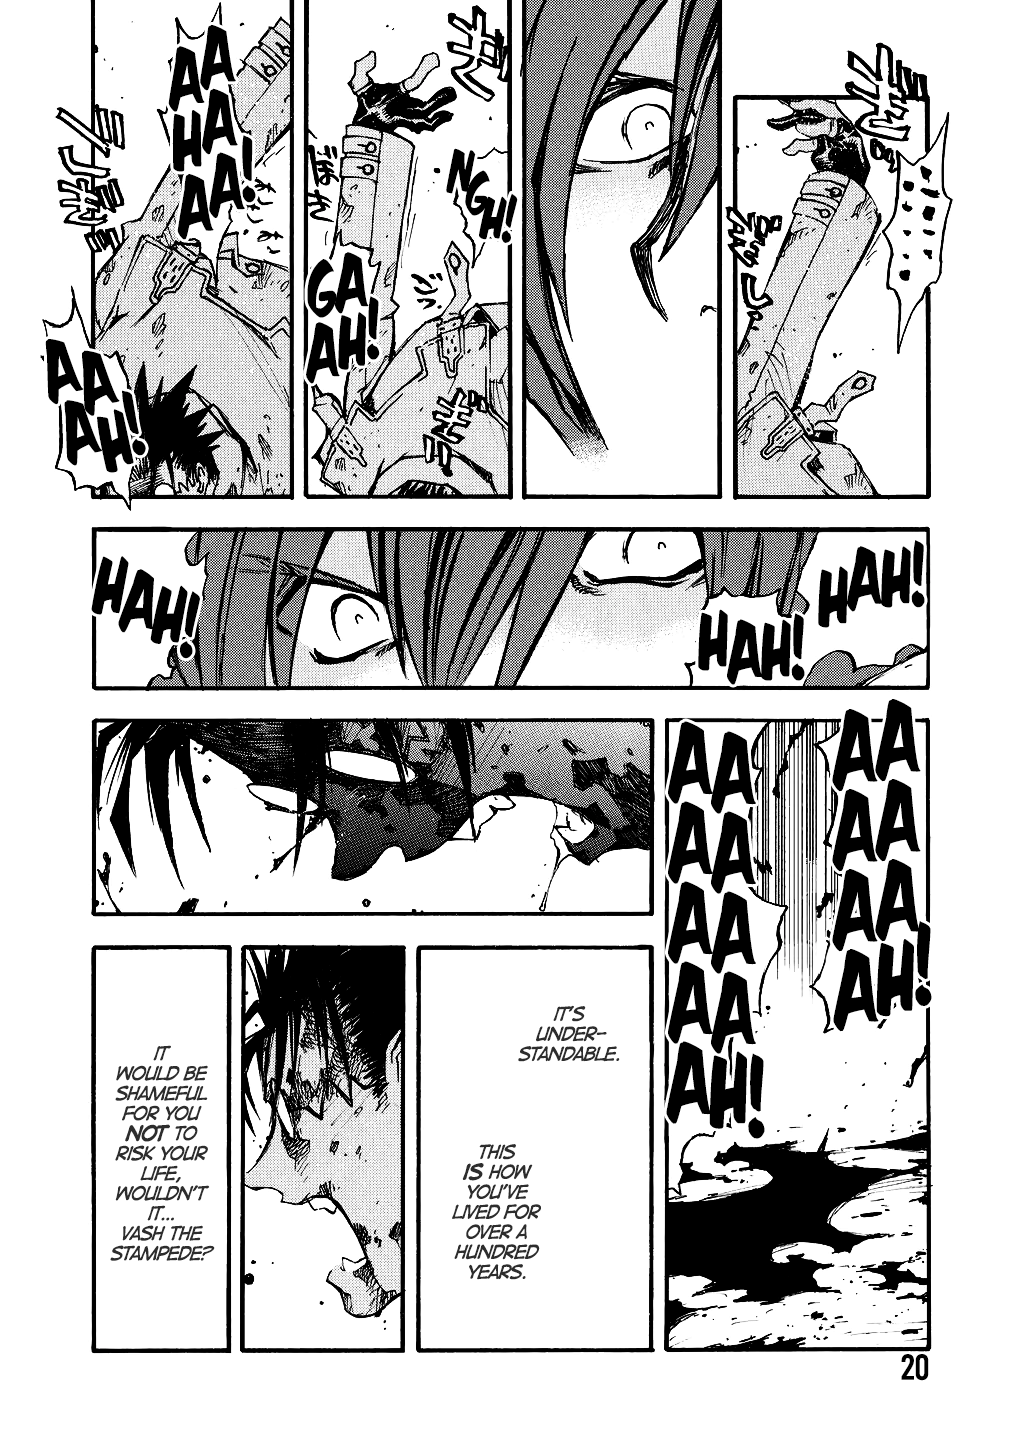 NGH!
GA
AH!
AA
HA
AA
AA!
AA
AA
AH!
HAH!
HAH!
HAH!
AA
AA
AA
AH!
AA
AA
AA
AA
AH!
IT'S
UNDER-
STANDABLE.
THIS
IS HOW
YOU'VE
LIVED FOR
OVER A
HUNDRED
YEARS.
IT
WOULD BE
SHAMEFUL
FOR YOU
NOT TO
RISK YOUR
LIFE,
WOULDN'T
IT...
VASH THE
STAMPEDE?
20